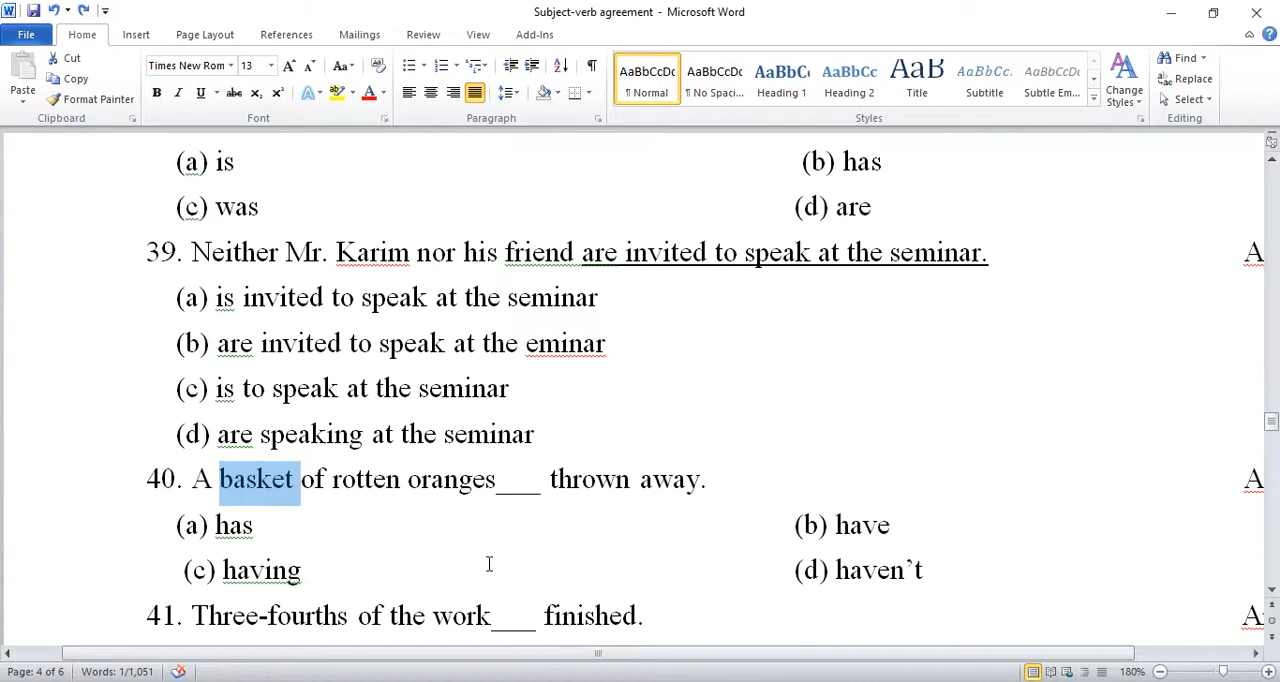 Subject-verb agreement - Microsoft Word
File Home Insert Page Layout References Mailings Review View Add-Ins
Paste Cut Copy Format Painter
Times New Rom 13
AaBbCcDc AaBbCcDc AaBbC AaBbCc AaB AaBbCc. AaBbCcDc
¶ Normal ¶ No Spaci... Heading 1 Heading 2 Title Subtitle Subtle Em...
Change Styles
Find Replace Select
Clipboard Font Paragraph Styles Editing
(a) is (b) has
(c) was (d) are
39. Neither Mr. Karim nor his friend are invited to speak at the seminar. A
(a) is invited to speak at the seminar
(b) are invited to speak at the eminar
(c) is to speak at the seminar
(d) are speaking at the seminar
40. A basket of rotten oranges___ thrown away. A
(a) has (b) have
(c) having (d) haven't
41. Three-fourths of the work___ finished.
Page: 4 of 6 Words: 1/1,051 180%